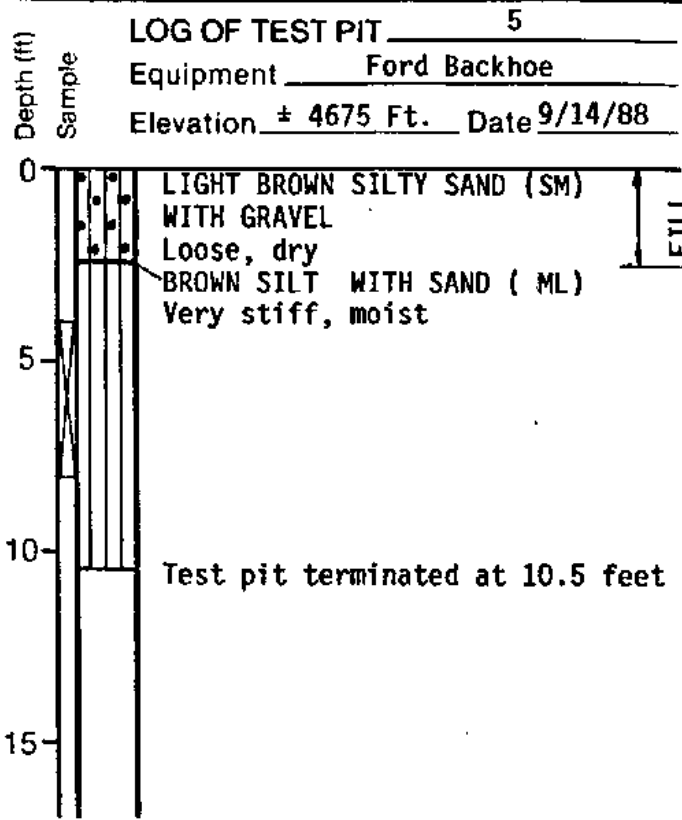 LOG OF TEST PIT 5
Equipment Ford Backhoe
Elevation ± 4675 Ft. Date 9/14/88
Depth (ft)
Sample
0
LIGHT BROWN SILTY SAND (SM)
WITH GRAVEL
Loose, dry
FILL
BROWN SILT WITH SAND ( ML)
Very stiff, moist
5
10
Test pit terminated at 10.5 feet
15